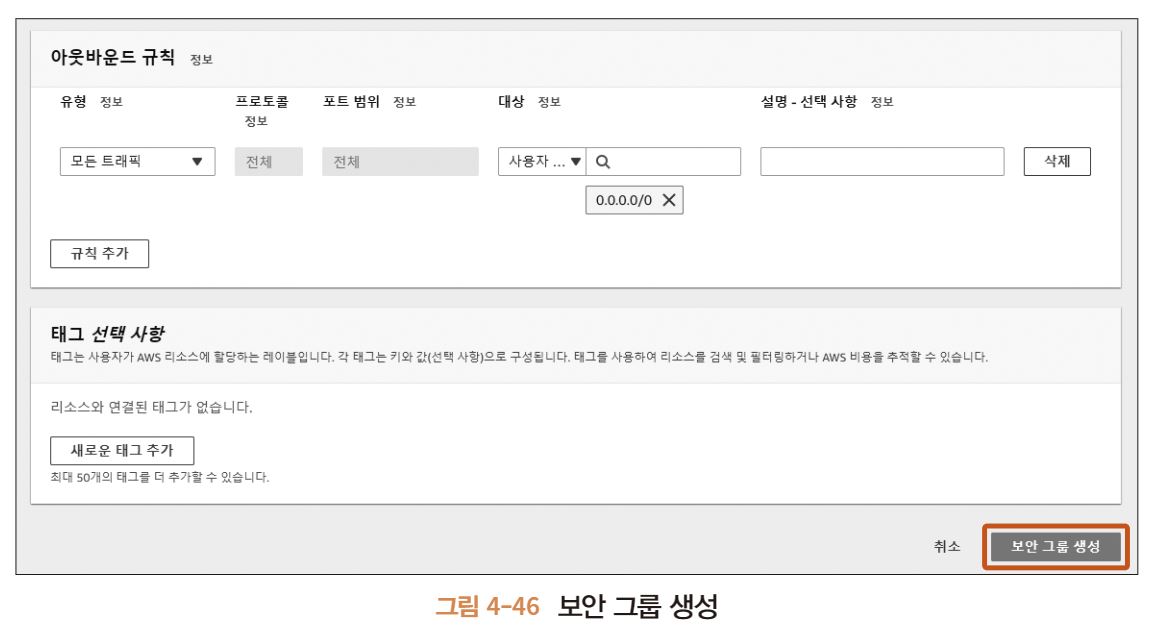 아웃바운드 규칙 정보
유형 정보 프로토콜 정보 포트 범위 정보 대상 정보 설명 - 선택 사항 정보
모든 트래픽 ▼ 전체 전체 사용자 ... ▼ 삭제
0.0.0.0/0 ✕
규칙 추가
태그 선택 사항
태그는 사용자가 AWS 리소스에 할당하는 레이블입니다. 각 태그는 키와 값(선택 사항)으로 구성됩니다. 태그를 사용하여 리소스를 검색 및 필터링하거나 AWS 비용을 추적할 수 있습니다.
리소스와 연결된 태그가 없습니다.
새로운 태그 추가
최대 50개의 태그를 더 추가할 수 있습니다.
취소 보안 그룹 생성
그림 4-46 보안 그룹 생성